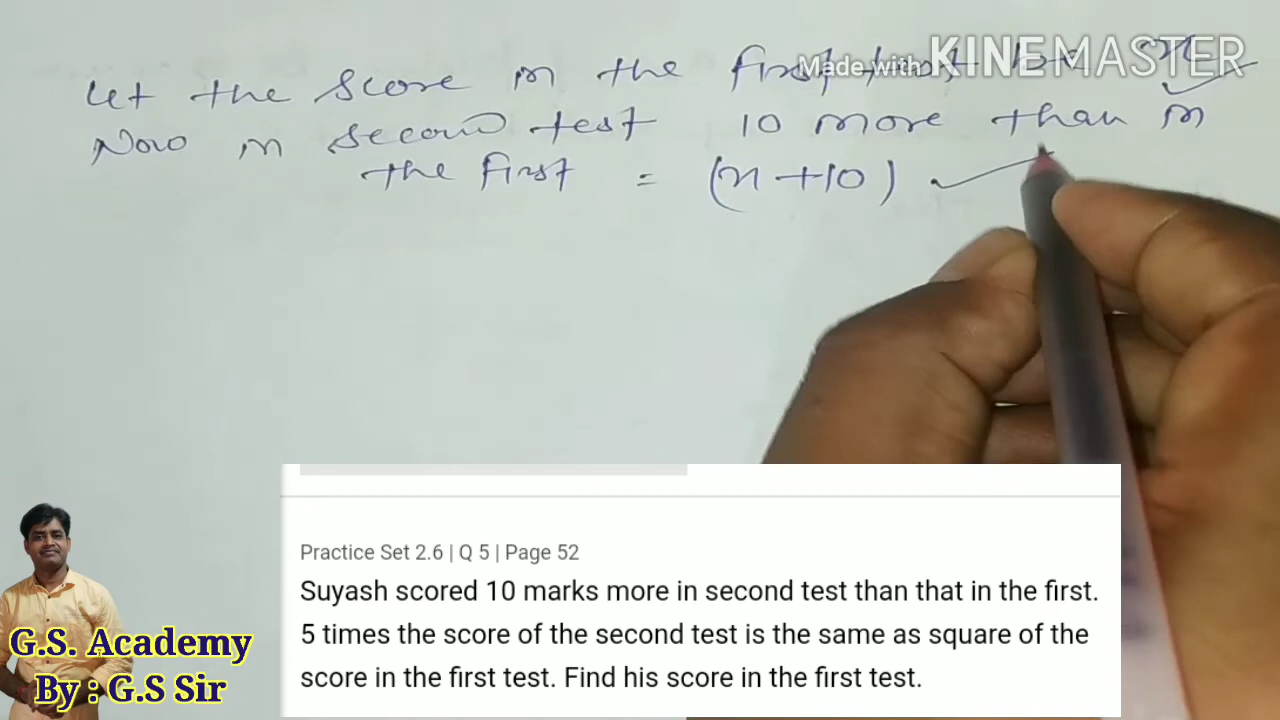 Made with KINEMASTER
Let the score in the first test be x
Now in second test 10 more than in
the first = (x+10)
Practice Set 2.6 | Q 5 | Page 52
Suyash scored 10 marks more in second test than that in the first.
5 times the score of the second test is the same as square of the
score in the first test. Find his score in the first test.
G.S. Academy
By : G.S Sir